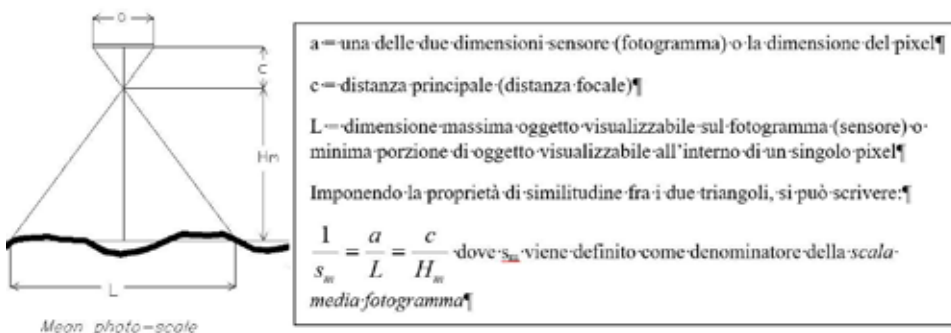 a
c
Hm
L
Mean photo-scale
a·=·una·delle·due·dimensioni·sensore·(fotogramma)·o·la·dimensione·del·pixel¶
c·=·distanza·principale·(distanza·focale)¶
L·=·dimensione·massima·oggetto·visualizzabile·sul·fotogramma·(sensore)·o·
minima·porzione·di·oggetto·visualizzabile·all'interno·di·un·singolo·pixel¶
Imponendo·la·proprietà·di·similitudine·fra·i·due·triangoli,·si·può·scrivere:¶
1/s_m = a/L = c/H_m ·dove·s_m·viene·definito·come·denominatore·della·scala·
media·fotogramma¶